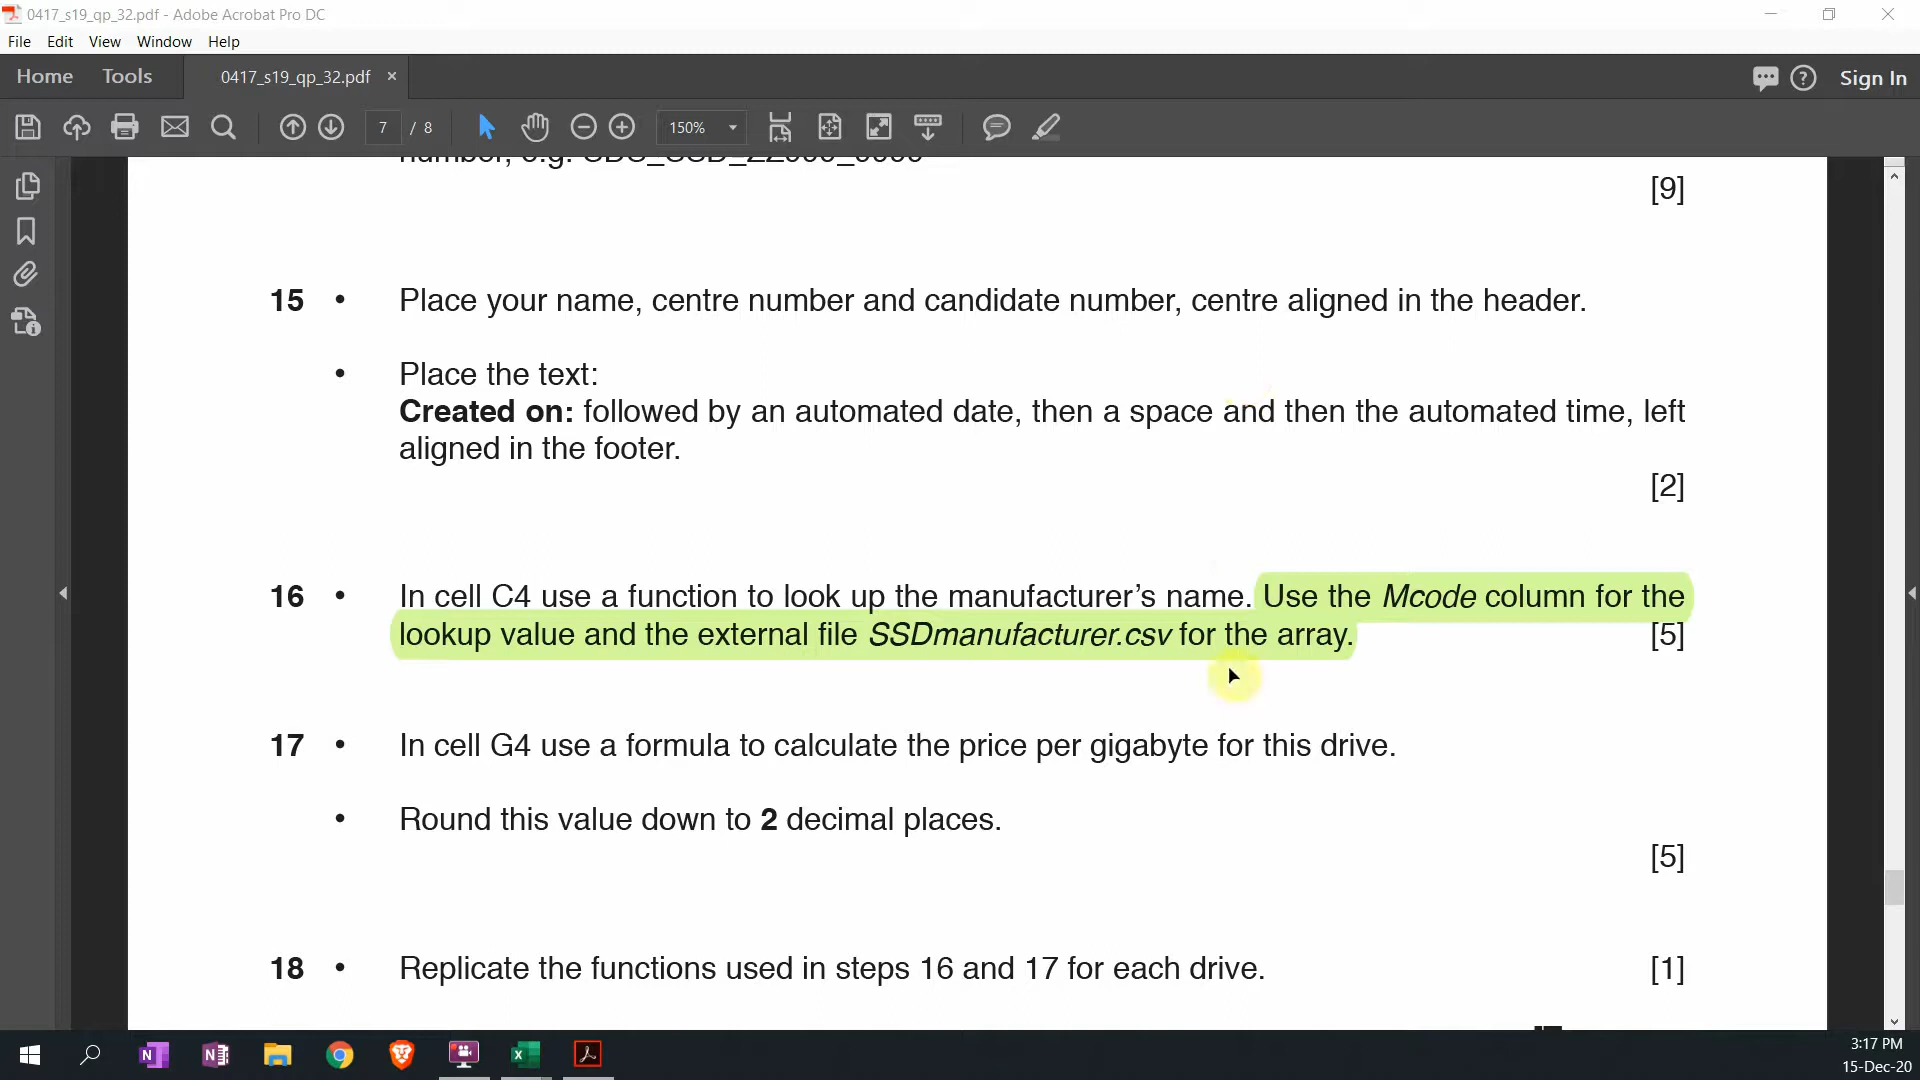 0417_s19_qp_32.pdf - Adobe Acrobat Pro DC
File Edit View Window Help
Home Tools 0417_s19_qp_32.pdf × Sign In
7 / 8 150%
[9]
15 • Place your name, centre number and candidate number, centre aligned in the header.
• Place the text:
Created on: followed by an automated date, then a space and then the automated time, left
aligned in the footer.
[2]
16 • In cell C4 use a function to look up the manufacturer’s name. Use the Mcode column for the
lookup value and the external file SSDmanufacturer.csv for the array. [5]
17 • In cell G4 use a formula to calculate the price per gigabyte for this drive.
• Round this value down to 2 decimal places.
[5]
18 • Replicate the functions used in steps 16 and 17 for each drive. [1]
3:17 PM
15-Dec-20